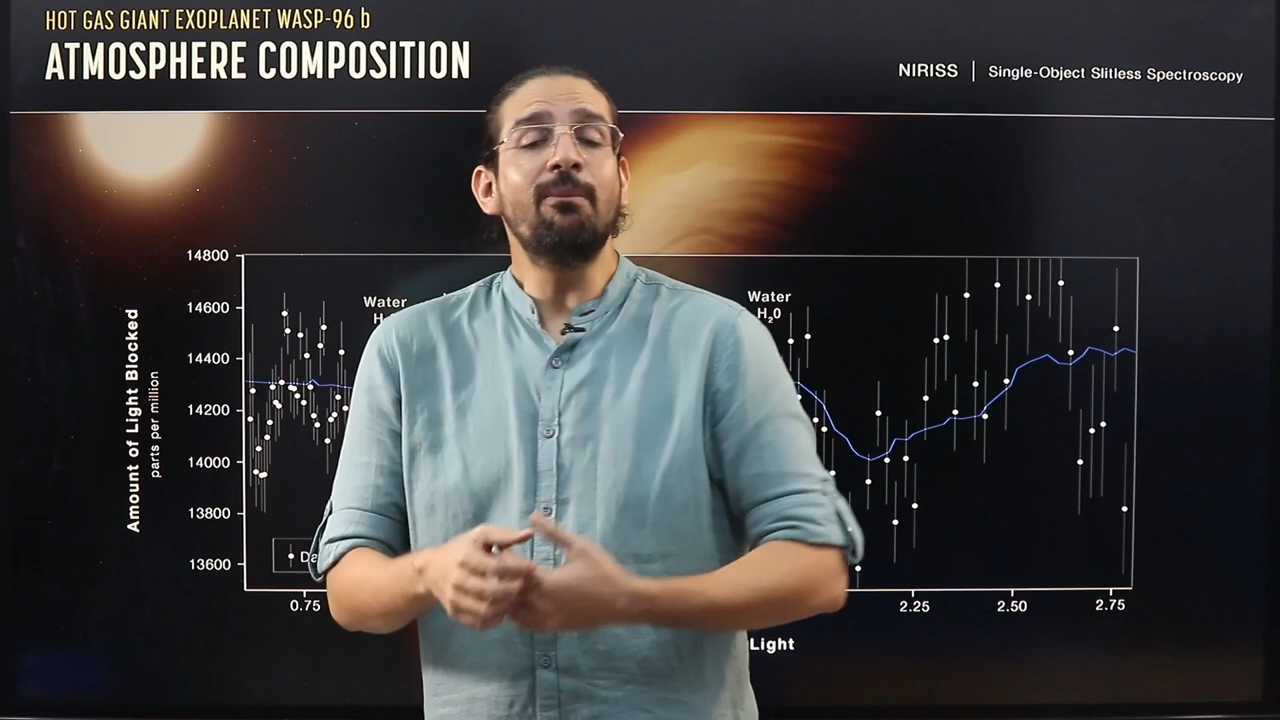 HOT GAS GIANT EXOPLANET WASP-96 b
ATMOSPHERE COMPOSITION
NIRISS | Single-Object Slitless Spectroscopy
Amount of Light Blocked
parts per million
14800
14600
14400
14200
14000
13800
13600
Water
Water
H₂0
0.75
2.25
2.50
2.75
Light